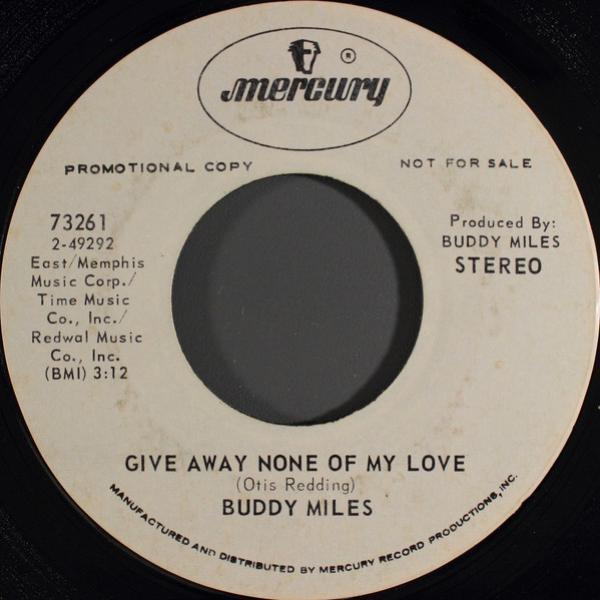 ®
mercury
PROMOTIONAL COPY
NOT FOR SALE
73261
2-49292
East/Memphis
Music Corp./
Time Music
Co., Inc./
Redwal Music
Co., Inc.
(BMI) 3:12
Produced By:
BUDDY MILES
STEREO
GIVE AWAY NONE OF MY LOVE
(Otis Redding)
BUDDY MILES
MANUFACTURED AND DISTRIBUTED BY MERCURY RECORD PRODUCTIONS, INC.